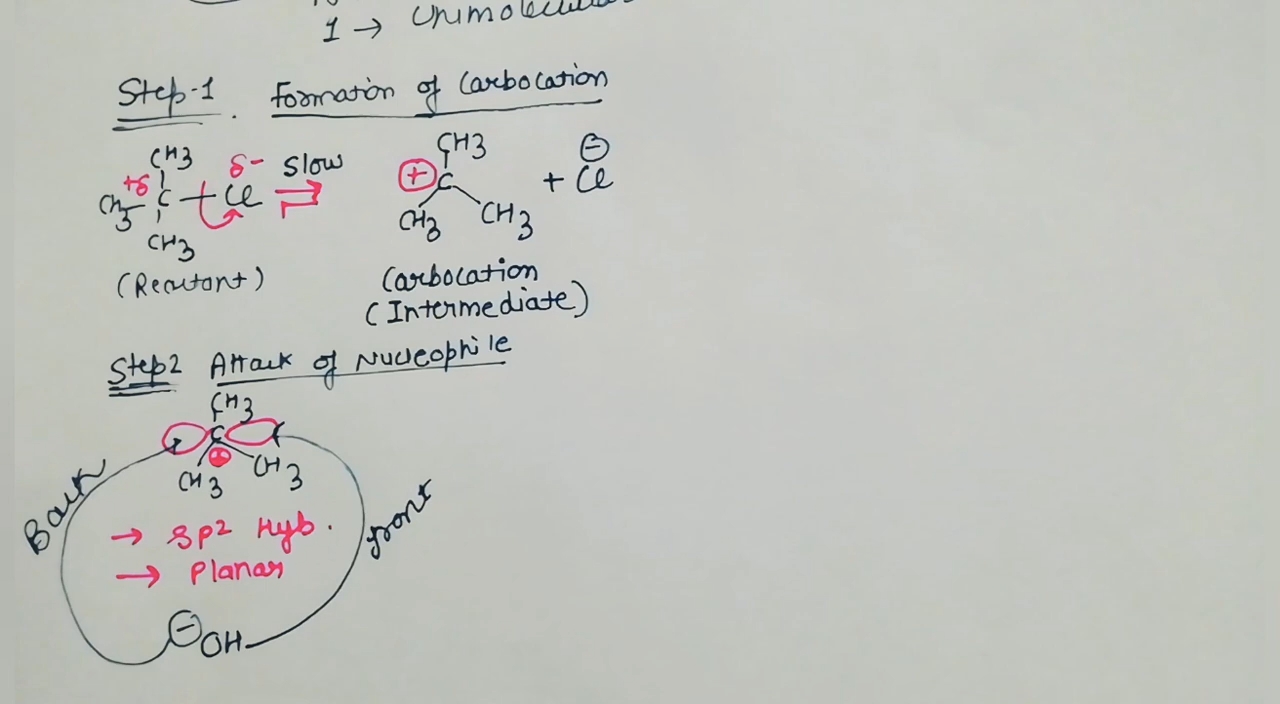 1 → Unimolecular
Step-1. Formation of Carbocation
CH3
+δ
δ-
Slow
CH3-C-Cl
CH3
(Reactant)
CH3
⊕ C
CH3 CH3
+ Cl ⊖
Carbocation
(Intermediate)
Step2 Attack of Nucleophile
CH3
C
⊕
CH3 CH3
Back
front
→ SP2 Hyb.
→ Planar
⊖OH